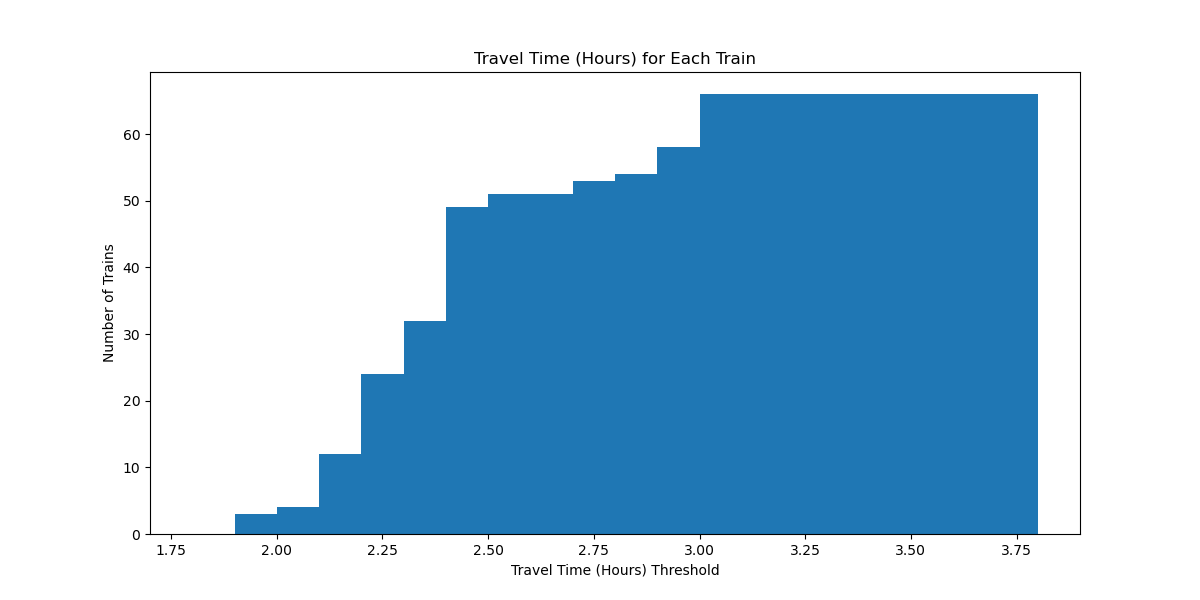 Travel Time (Hours) for Each Train
Number of Trains
60
50
40
30
20
10
0
1.75 2.00 2.25 2.50 2.75 3.00 3.25 3.50 3.75
Travel Time (Hours) Threshold